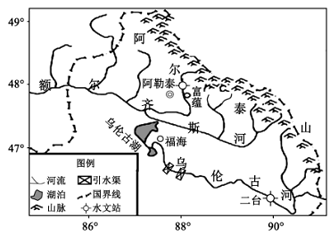 49°
阿
额 尔 阿勒泰 尔 富蕴
48°
齐 斯 泰
河 山
乌伦古湖
47°
福海
乌 伦 古 河
二台
图例
河流 引水渠
湖泊 国界线
山脉 水文站
86° 88° 90°